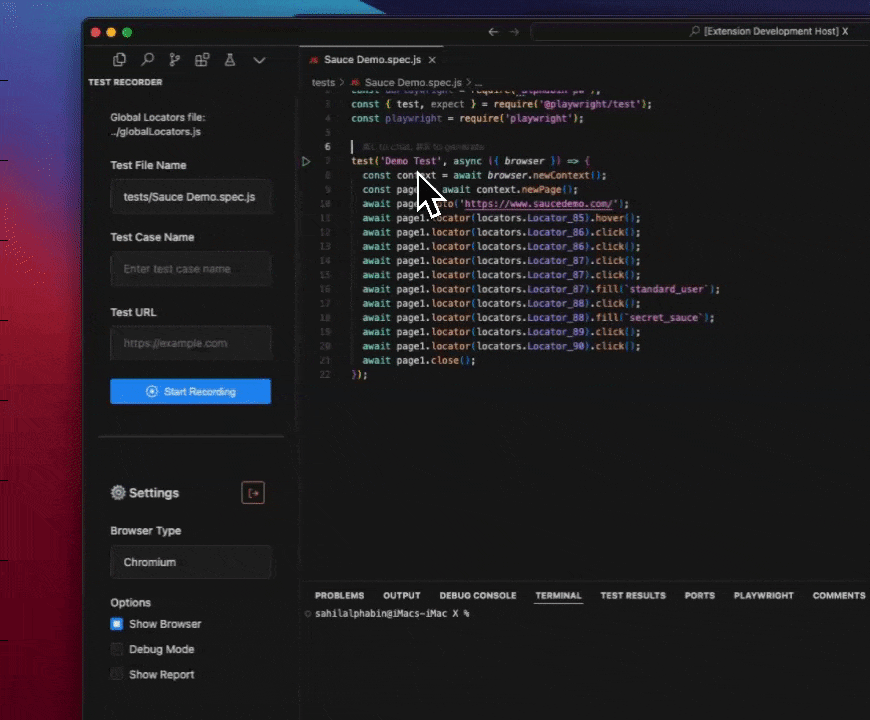 [Extension Development Host] X
TEST RECORDER
Global Locators file:
../globalLocators.js
Test File Name
tests/Sauce Demo.spec.js
Test Case Name
Enter test case name
Test URL
https://example.com
Start Recording
Settings
Browser Type
Chromium
Options
Show Browser
Debug Mode
Show Report
Sauce Demo.spec.js
tests > Sauce Demo.spec.js > ...
3 const { test, expect } = require('@playwright/test');
4 const playwright = require('playwright');
5
6 to chat, to generate
7 test('Demo Test', async ({ browser }) => {
8 const context = await browser.newContext();
9 const await context.newPage();
10 await 'https://www.saucedemo.com/');
11 await page1.locator(locators.Locator_85).hover();
12 await page1.locator(locators.Locator_86).click();
13 await page1.locator(locators.Locator_86).click();
14 await page1.locator(locators.Locator_87).click();
15 await page1.locator(locators.Locator_87).click();
16 await page1.locator(locators.Locator_87).fill(`standard_user`);
17 await page1.locator(locators.Locator_88).click();
18 await page1.locator(locators.Locator_88).fill(`secret_sauce`);
19 await page1.locator(locators.Locator_89).click();
20 await page1.locator(locators.Locator_90).click();
21 await page1.close();
22 });
PROBLEMS OUTPUT DEBUG CONSOLE TERMINAL TEST RESULTS PORTS PLAYWRIGHT COMMENTS
sahilalphabin@iMacs-iMac X %